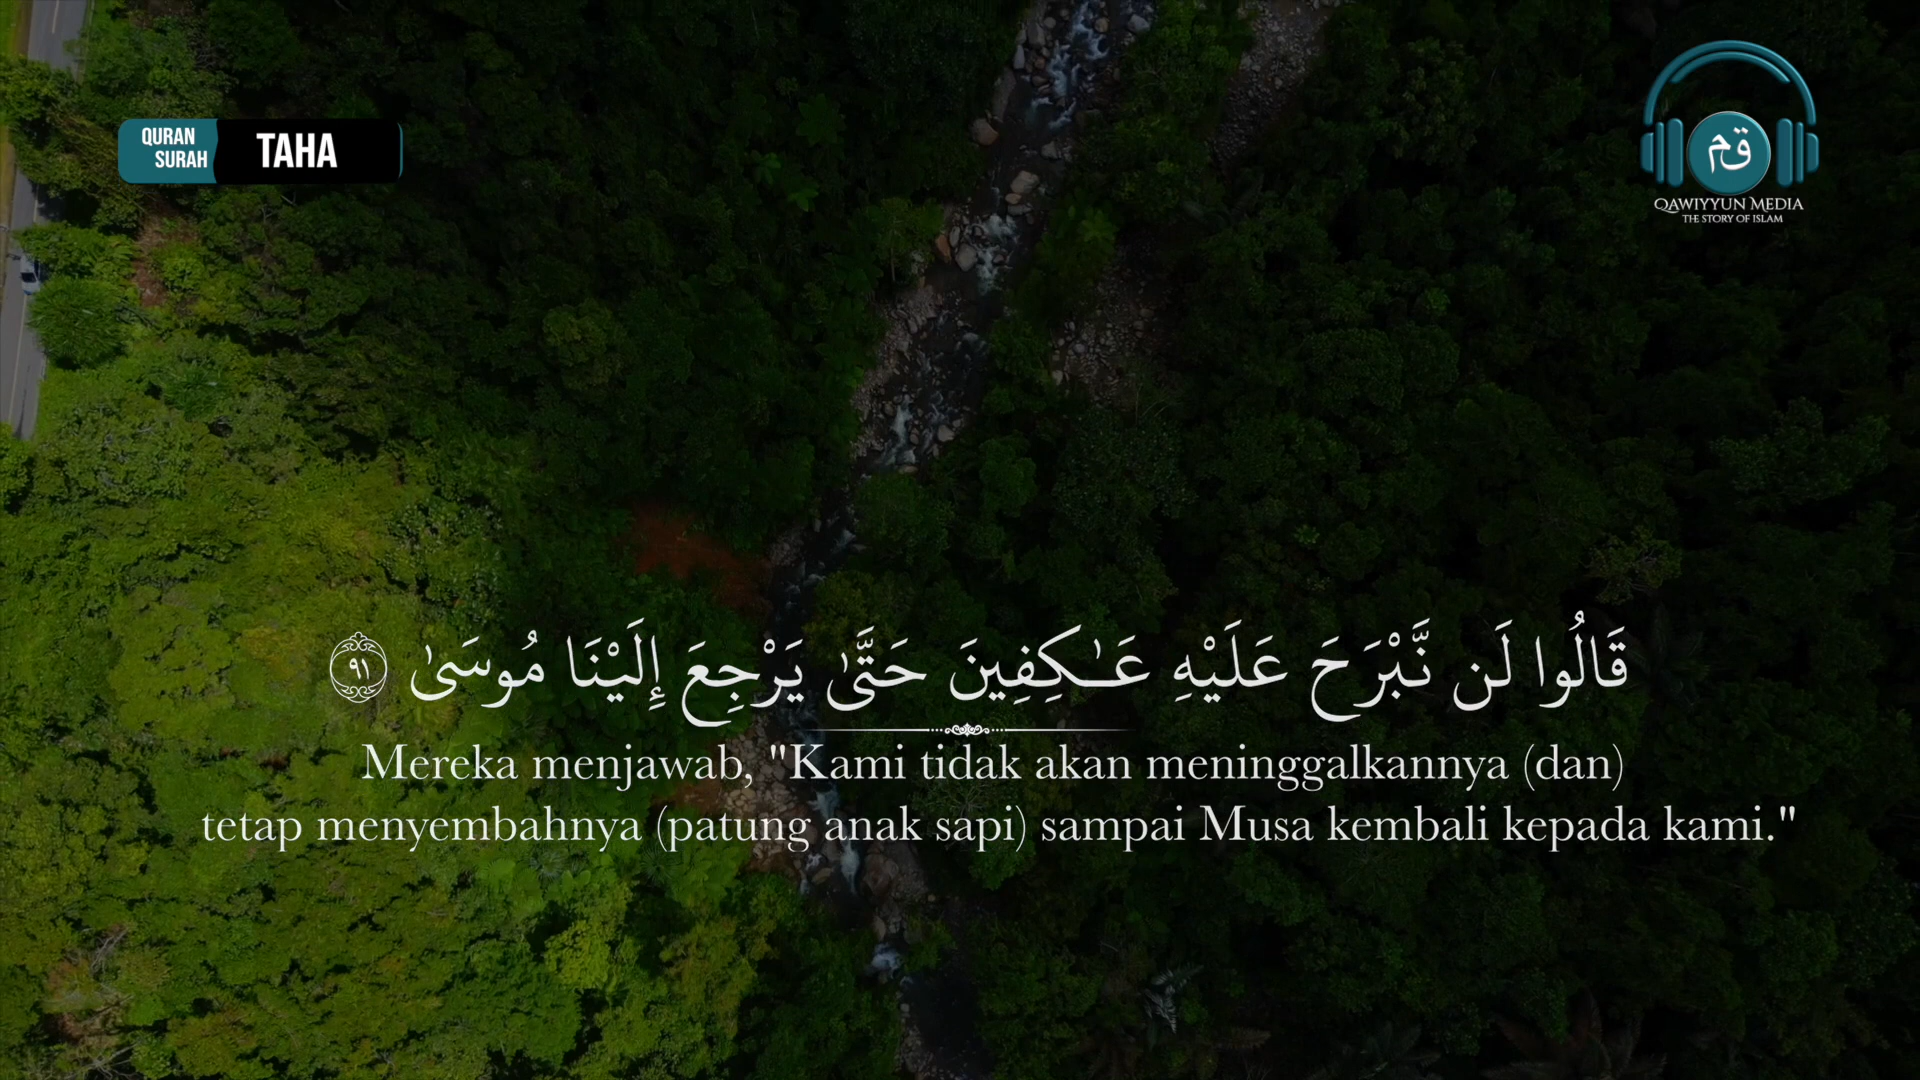 QURAN
SURAH
TAHA
قم
QAWIYYUN MEDIA
THE STORY OF ISLAM
قَالُوا لَن نَّبْرَحَ عَلَيْهِ عَـٰكِفِينَ حَتَّىٰ يَرْجِعَ إِلَيْنَا مُوسَىٰ ٩١
Mereka menjawab, "Kami tidak akan meninggalkannya (dan)
tetap menyembahnya (patung anak sapi) sampai Musa kembali kepada kami."